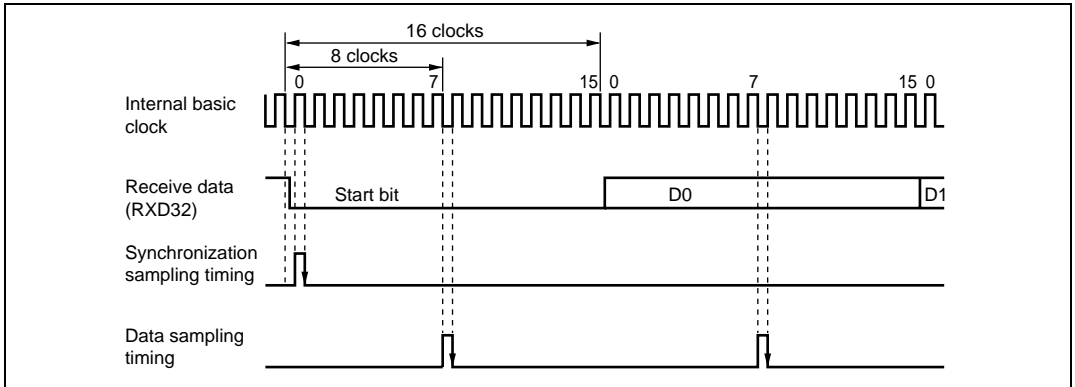 16 clocks
8 clocks
0 7 15 0 7 15 0
Internal basic
clock
Receive data
(RXD32)
Start bit D0 D1
Synchronization
sampling timing
Data sampling
timing